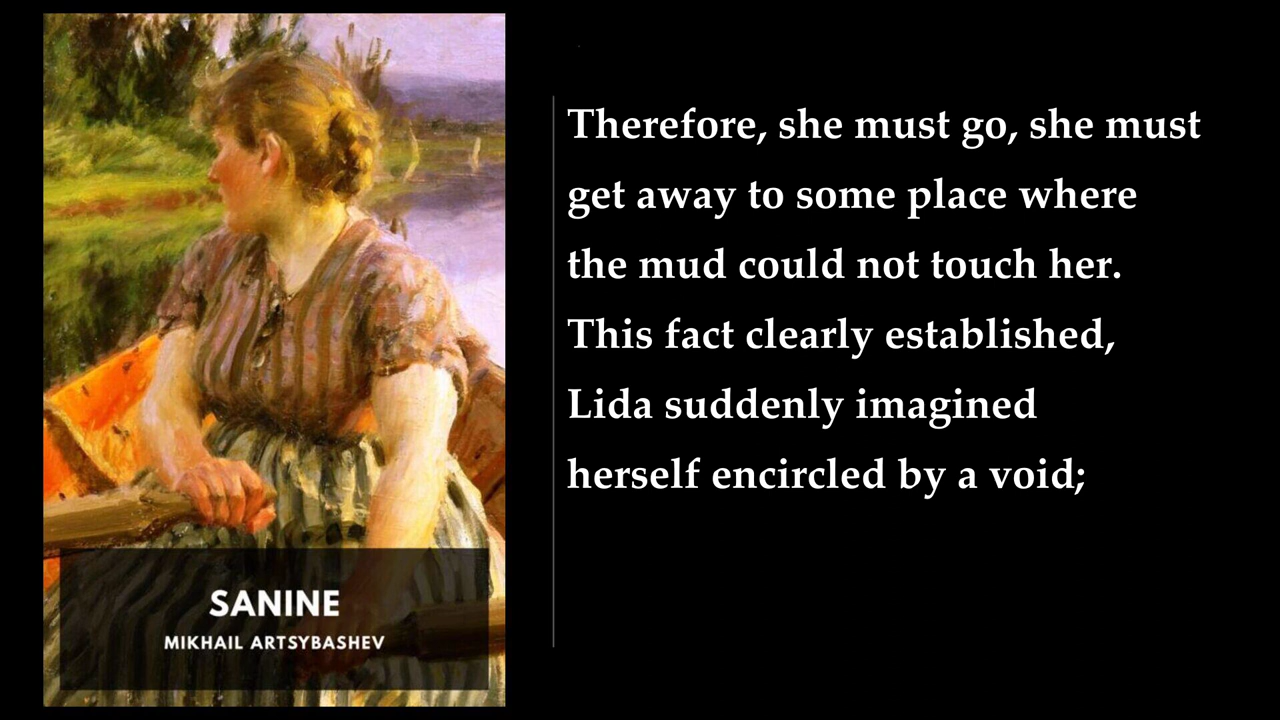 SANINE
MIKHAIL ARTSYBASHEV
Therefore, she must go, she must
get away to some place where
the mud could not touch her.
This fact clearly established,
Lida suddenly imagined
herself encircled by a void;